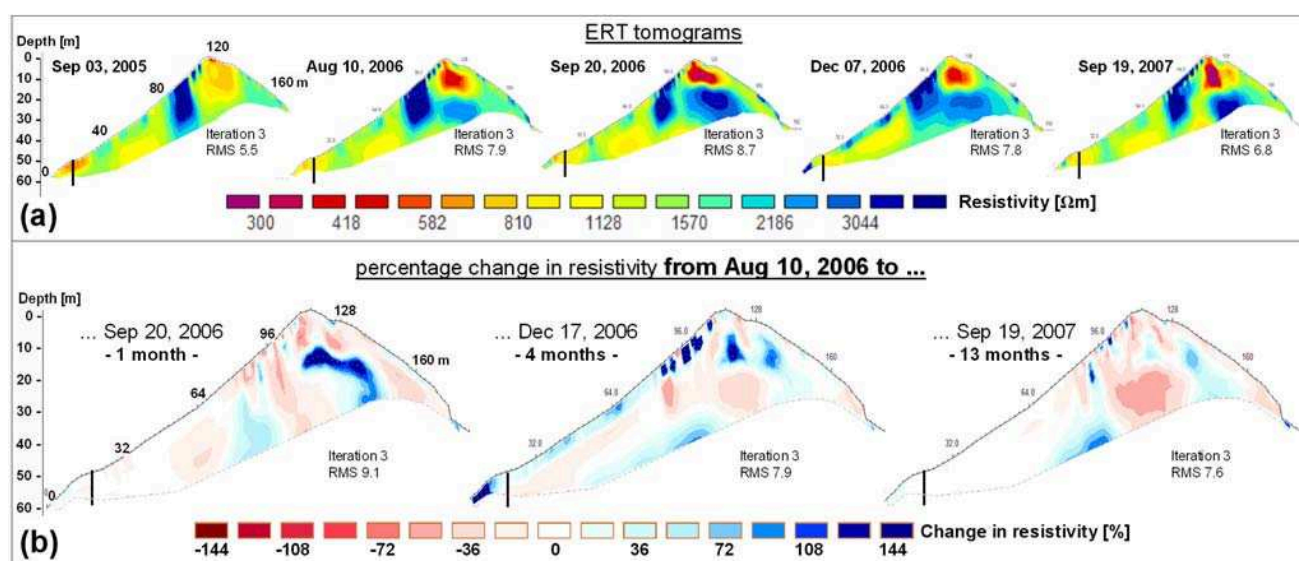 ERT tomograms
Depth [m]
0
10
20
30
40
50
60
Sep 03, 2005
120
160 m
80
40
0
Iteration 3
RMS 5.5
Aug 10, 2006
Iteration 3
RMS 7.9
Sep 20, 2006
Iteration 3
RMS 8.7
Dec 07, 2006
Iteration 3
RMS 7.8
Sep 19, 2007
Iteration 3
RMS 6.8
Resistivity [Ωm]
300 418 582 810 1128 1570 2186 3044
(a)
percentage change in resistivity from Aug 10, 2006 to ...
Depth [m]
0
10
20
30
40
50
60
... Sep 20, 2006
- 1 month -
128
96
160 m
64
32
0
Iteration 3
RMS 9.1
... Dec 17, 2006
- 4 months -
128
96.0
160
64.0
32.0
Iteration 3
RMS 7.9
... Sep 19, 2007
- 13 months -
128
96.0
160
64.0
32.0
Iteration 3
RMS 7.6
Change in resistivity [%]
-144 -108 -72 -36 0 36 72 108 144
(b)